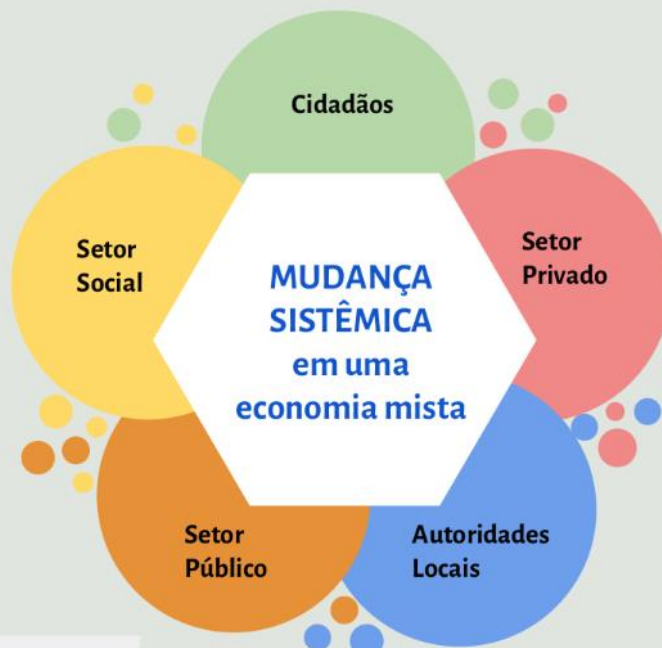 Cidadãos
Setor
Social
Setor
Privado
MUDANÇA
SISTÊMICA
em uma
economia mista
Setor
Público
Autoridades
Locais